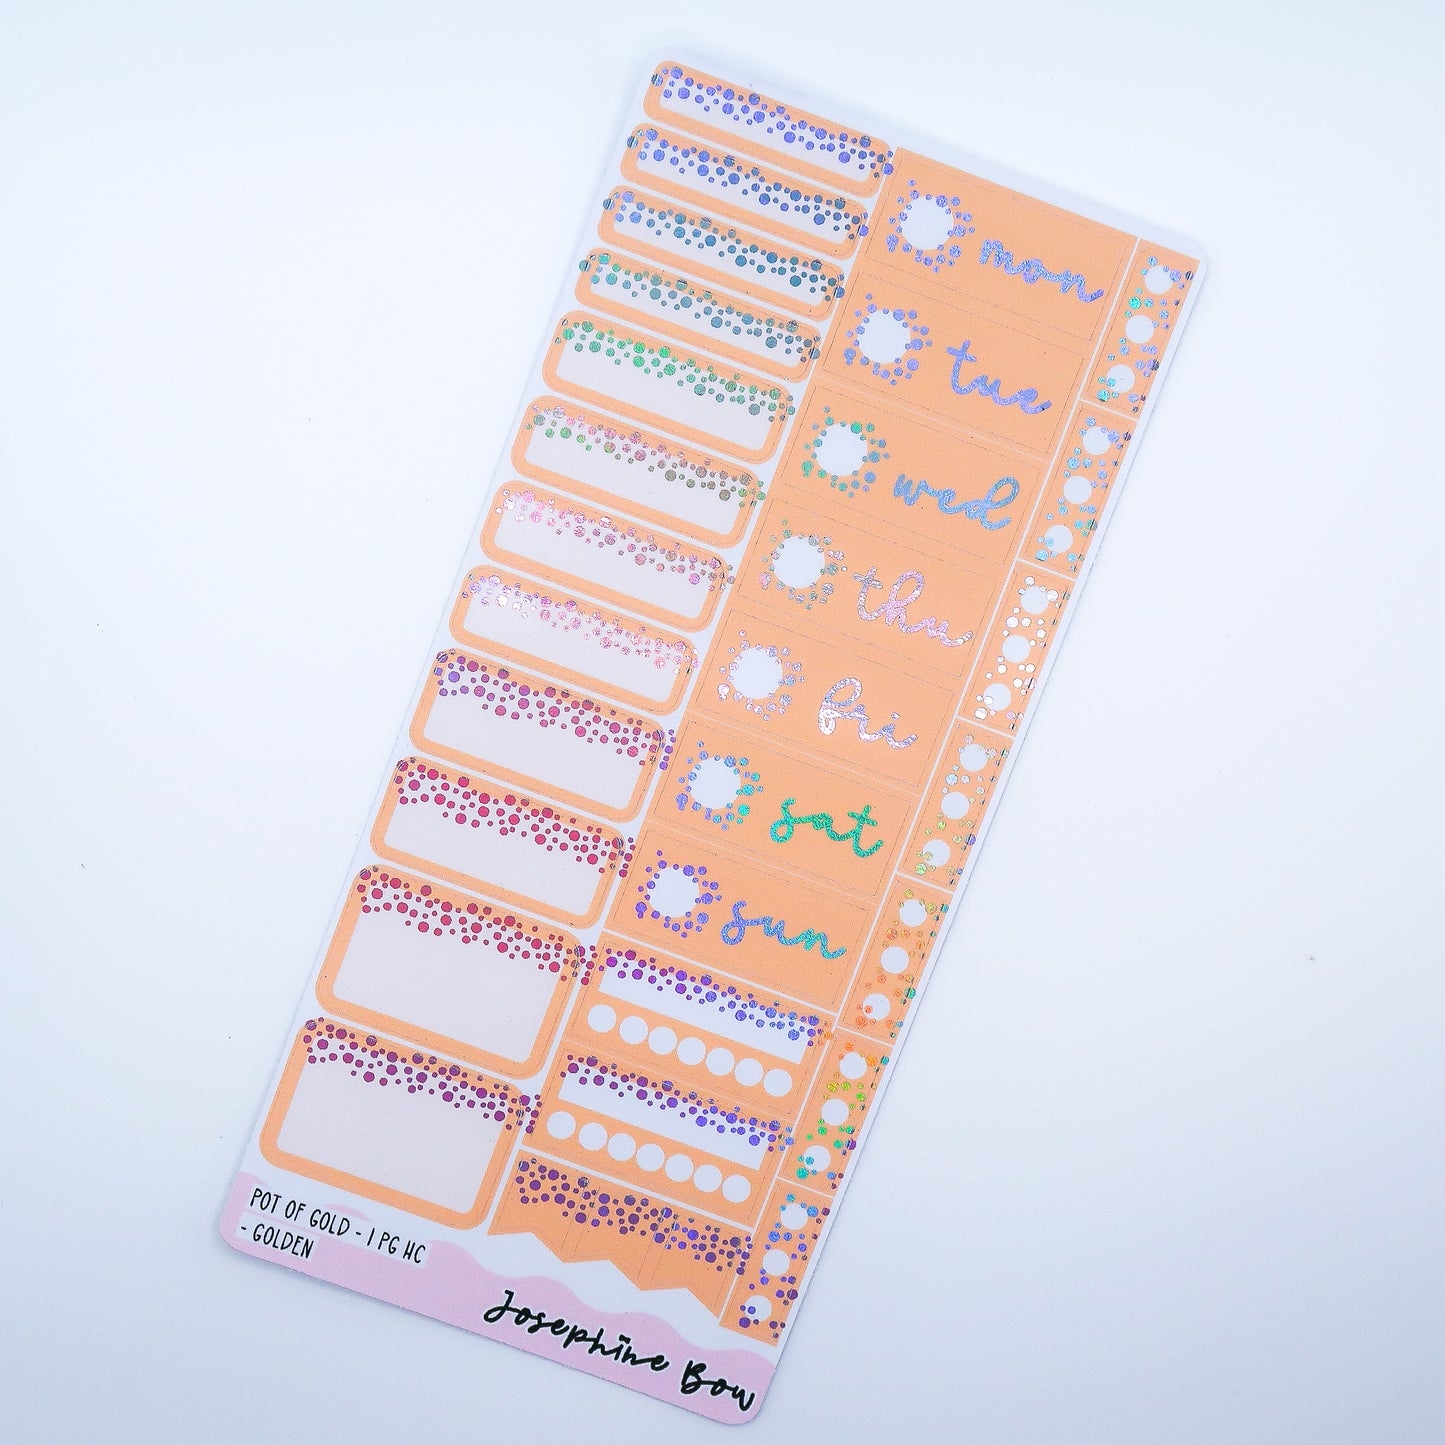 mon
tue
wed
thu
fri
sat
sun
POT OF GOLD - 1 PG HC
- GOLDEN
Josephine Bow